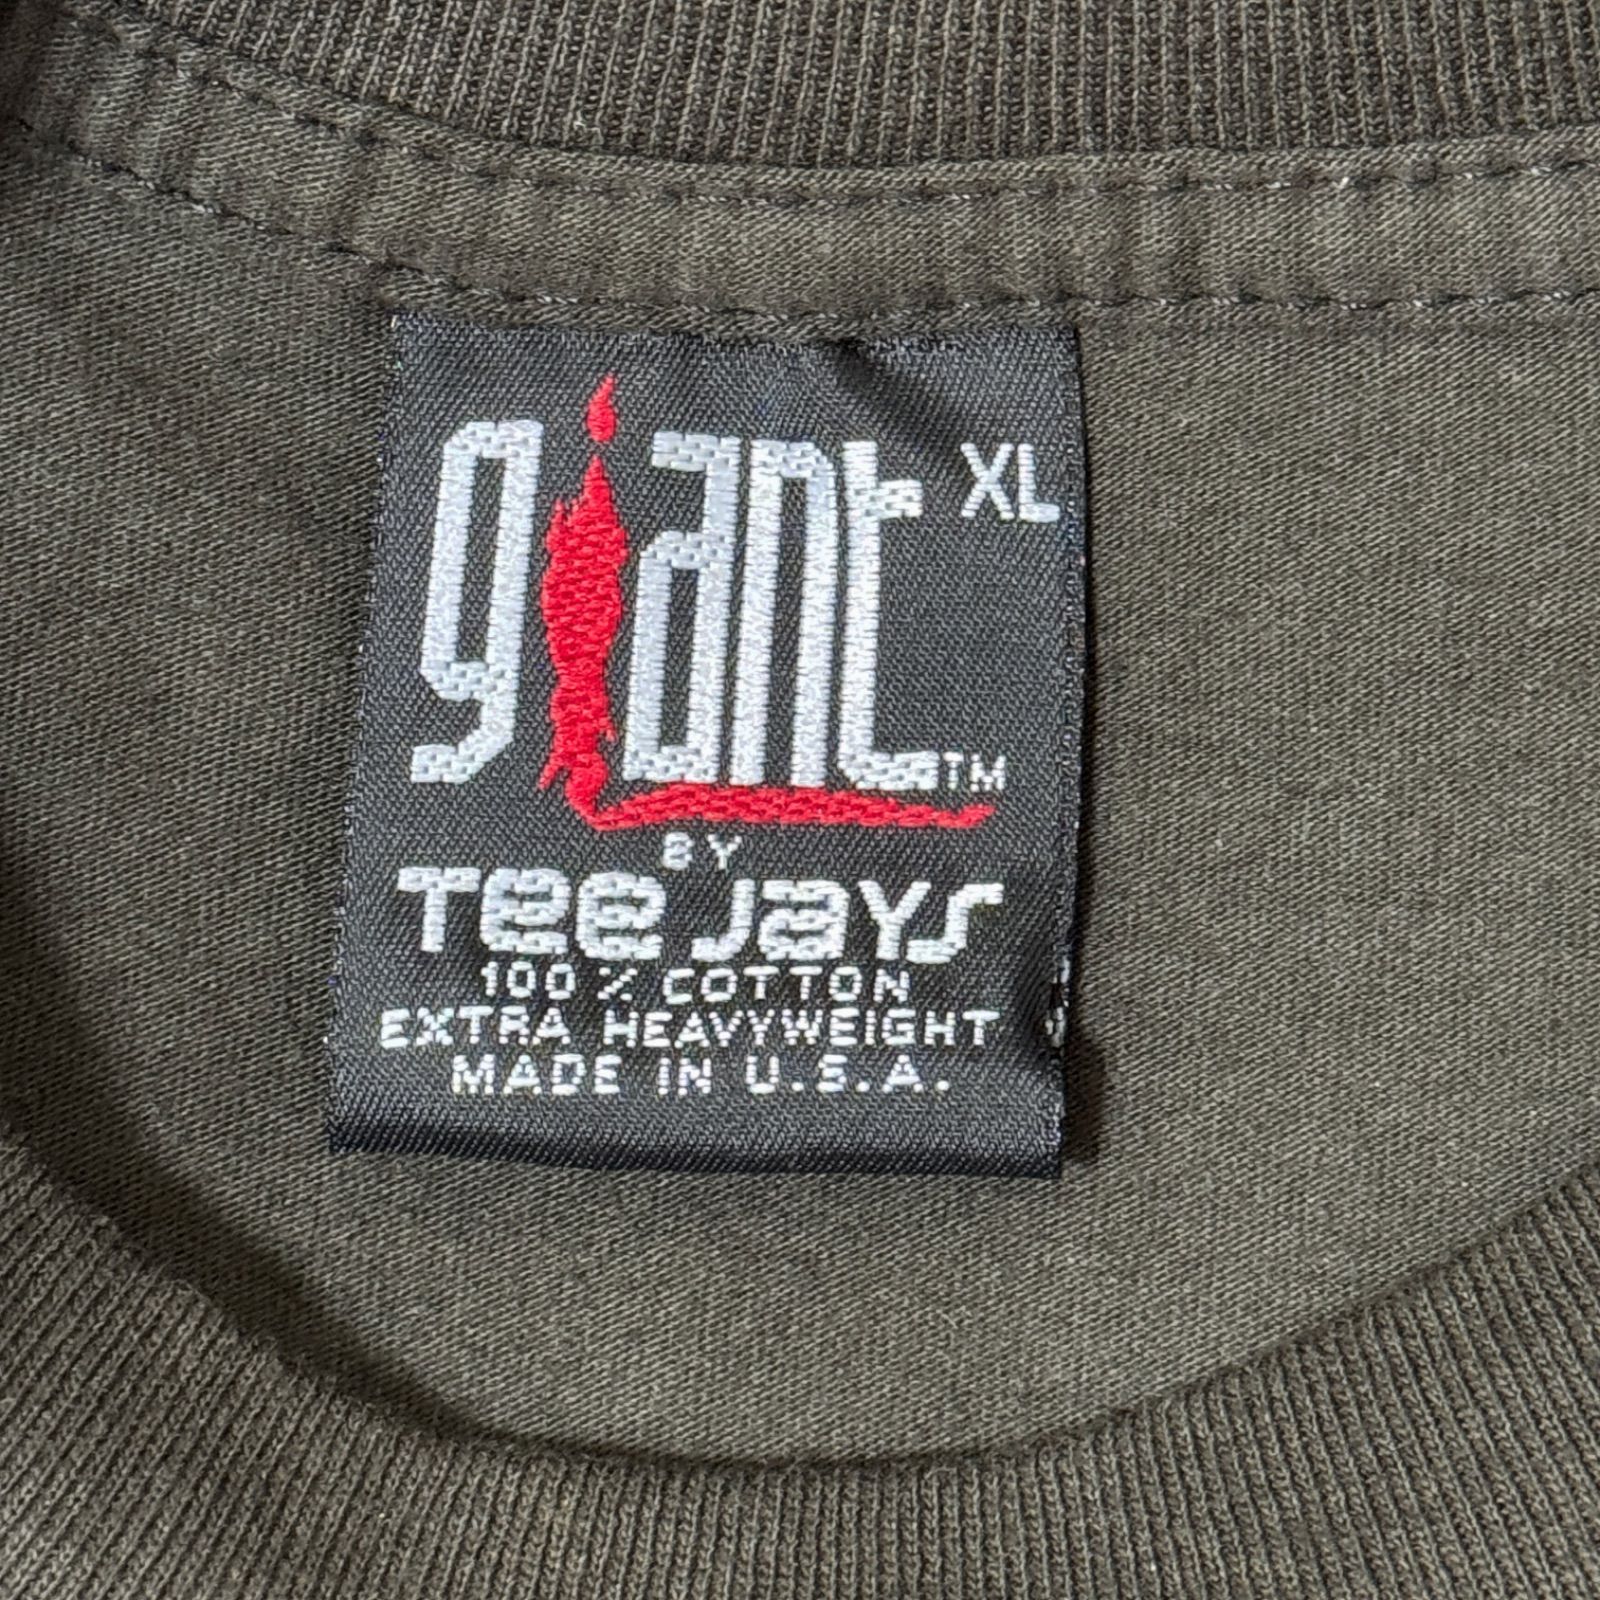 giant XL
TM
BY
Tee Jays
100% COTTON
EXTRA HEAVYWEIGHT
MADE IN U.S.A.